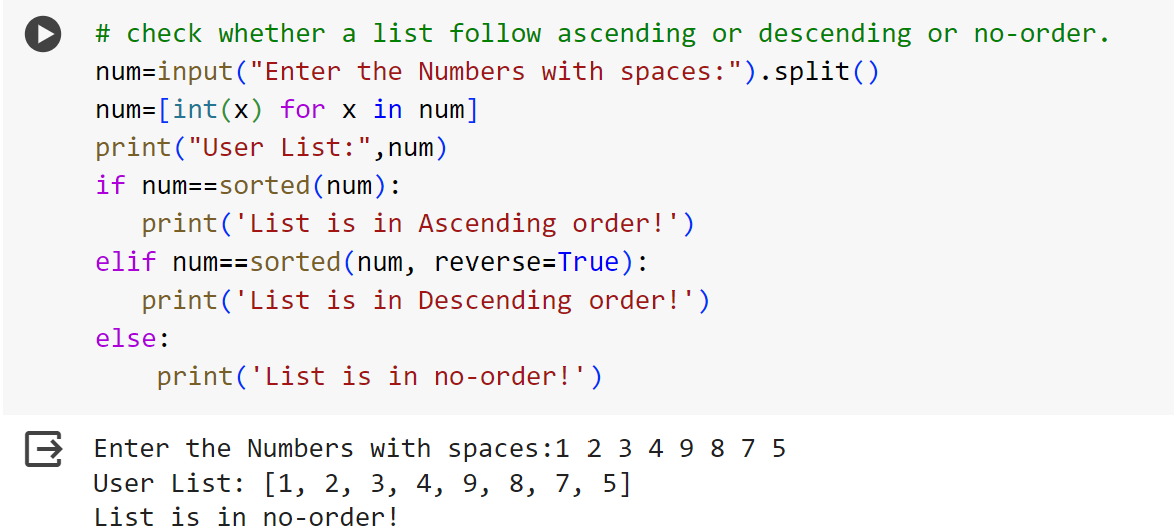 # check whether a list follow ascending or descending or no-order.
num=input("Enter the Numbers with spaces:").split()
num=[int(x) for x in num]
print("User List:",num)
if num==sorted(num):
   print('List is in Ascending order!')
elif num==sorted(num, reverse=True):
   print('List is in Descending order!')
else:
    print('List is in no-order!')
Enter the Numbers with spaces:1 2 3 4 9 8 7 5
User List: [1, 2, 3, 4, 9, 8, 7, 5]
List is in no-order!